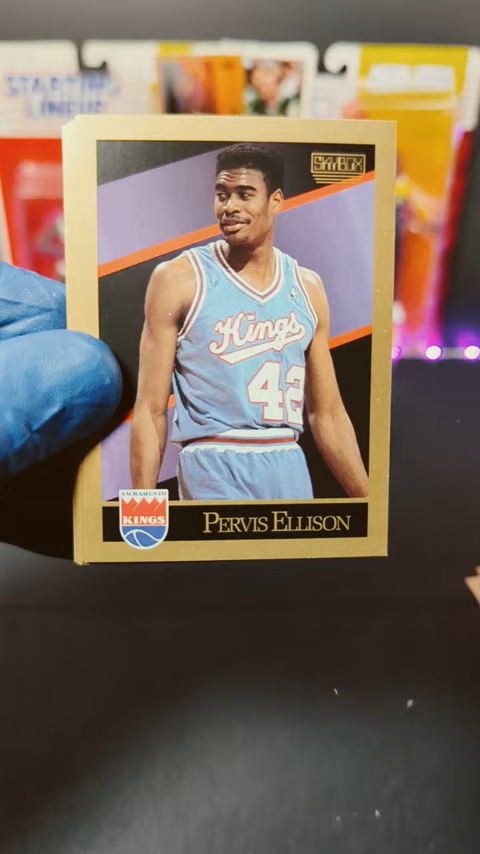 STARTING
LINEUP
SKYBOX
Kings
42
SACRAMENTO
KINGS
PERVIS ELLISON